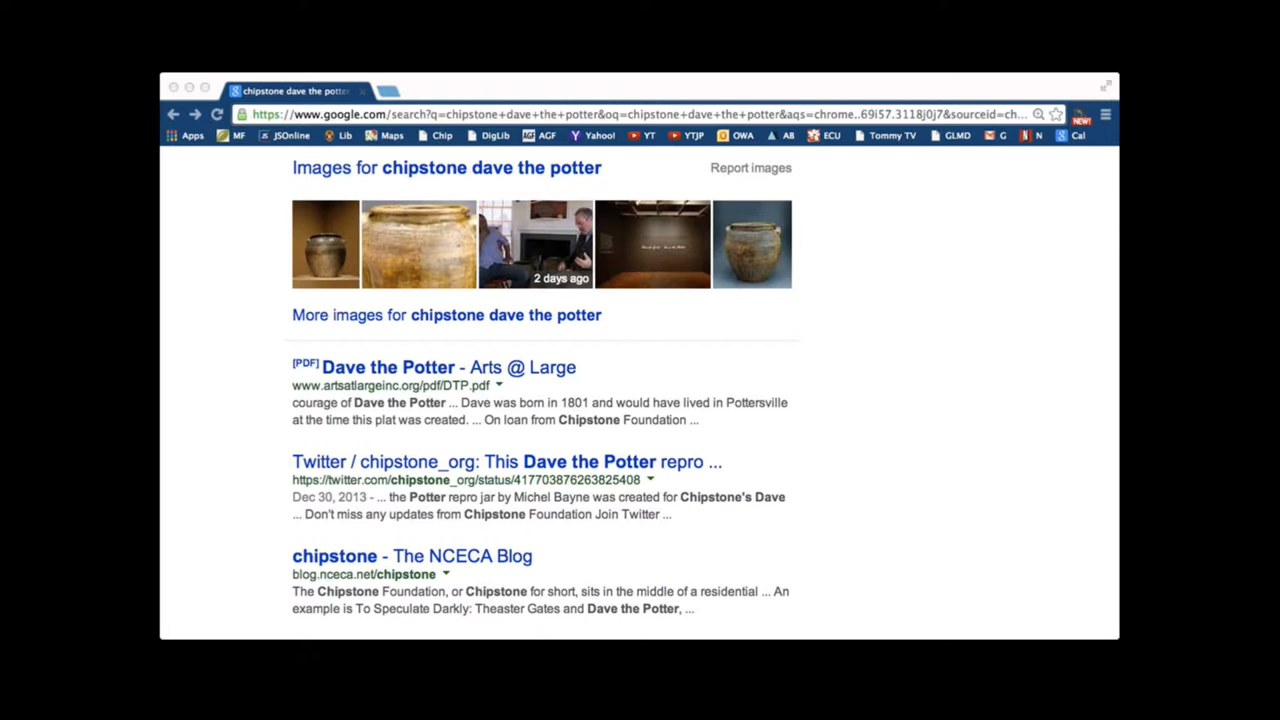 chipstone dave the potte
https://www.google.com/search?q=chipstone+dave+the+potter&oq=chipstone+dave+the+potter&aqs=chrome..69i57.3118j0j7&sourceid=ch...
NEW!
Apps MF JSOnline Lib Maps Chip DigLib AGF Yahoo! YT YTJP OWA AB ECU Tommy TV GLMD G N Cal
Images for chipstone dave the potter
Report images
2 days ago
More images for chipstone dave the potter
[PDF] Dave the Potter - Arts @ Large
www.artsatlargeinc.org/pdf/DTP.pdf
courage of Dave the Potter ... Dave was born in 1801 and would have lived in Pottersville
at the time this plat was created. ... On loan from Chipstone Foundation ...
Twitter / chipstone_org: This Dave the Potter repro ...
https://twitter.com/chipstone_org/status/417703876263825408
Dec 30, 2013 - ... the Potter repro jar by Michel Bayne was created for Chipstone's Dave
... Don't miss any updates from Chipstone Foundation Join Twitter ...
chipstone - The NCECA Blog
blog.nceca.net/chipstone
The Chipstone Foundation, or Chipstone for short, sits in the middle of a residential ... An
example is To Speculate Darkly: Theaster Gates and Dave the Potter, ...